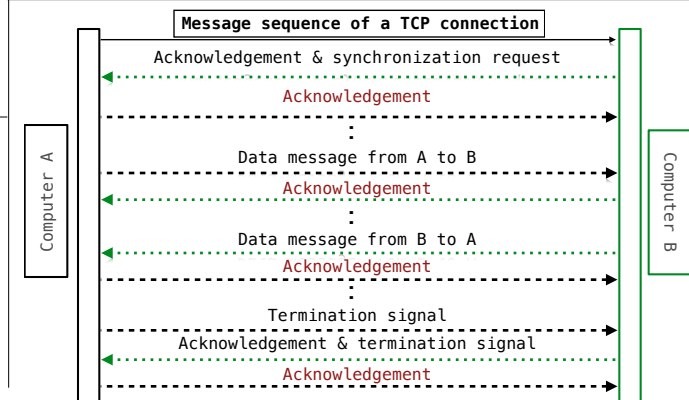 Message sequence of a TCP connection
Acknowledgement & synchronization request
Acknowledgement
Data message from A to B
Acknowledgement
Data message from B to A
Acknowledgement
Termination signal
Acknowledgement & termination signal
Acknowledgement
Computer A
Computer B